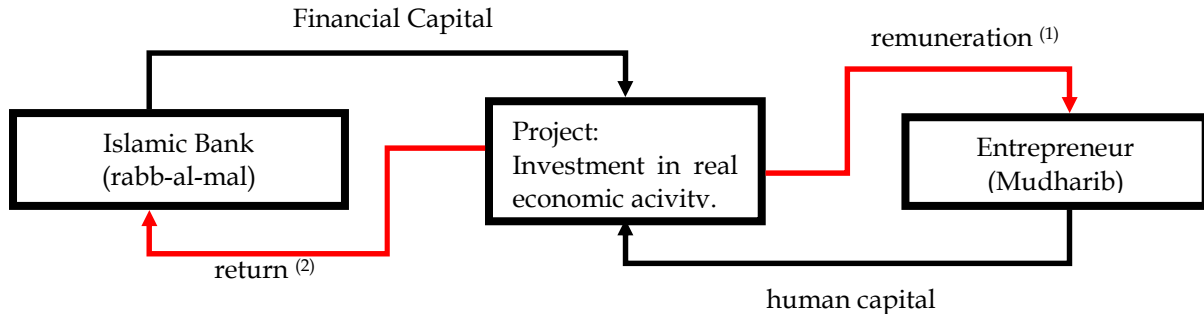 Financial Capital
remuneration (1)
Islamic Bank
(rabb-al-mal)
Project:
Investment in real
economic acivity.
Entrepreneur
(Mudharib)
return (2)
human capital